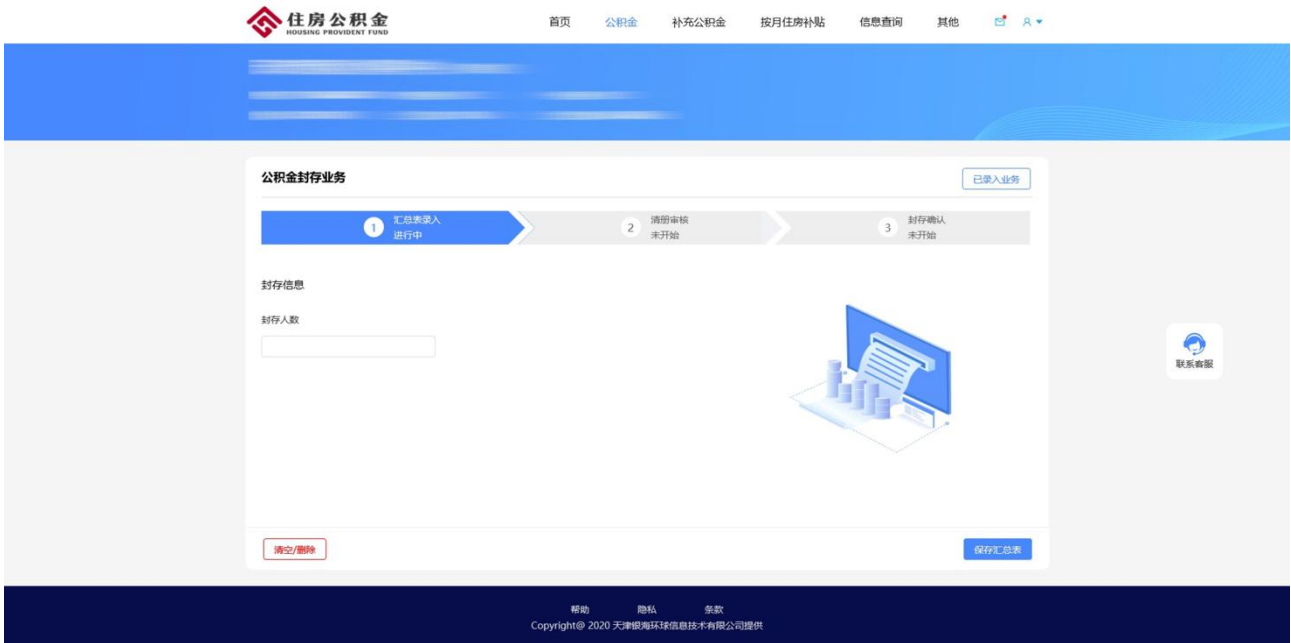 住房公积金
HOUSING PROVIDENT FUND
首页 公积金 补充公积金 按月住房补贴 信息查询 其他
公积金封存业务
已录入业务
1 汇总表录入
进行中
2 清册审核
未开始
3 封存确认
未开始
封存信息
封存人数
联系客服
清空/删除
保存汇总表
帮助 隐私 条款
Copyright@ 2020 天津银海环球信息技术有限公司提供